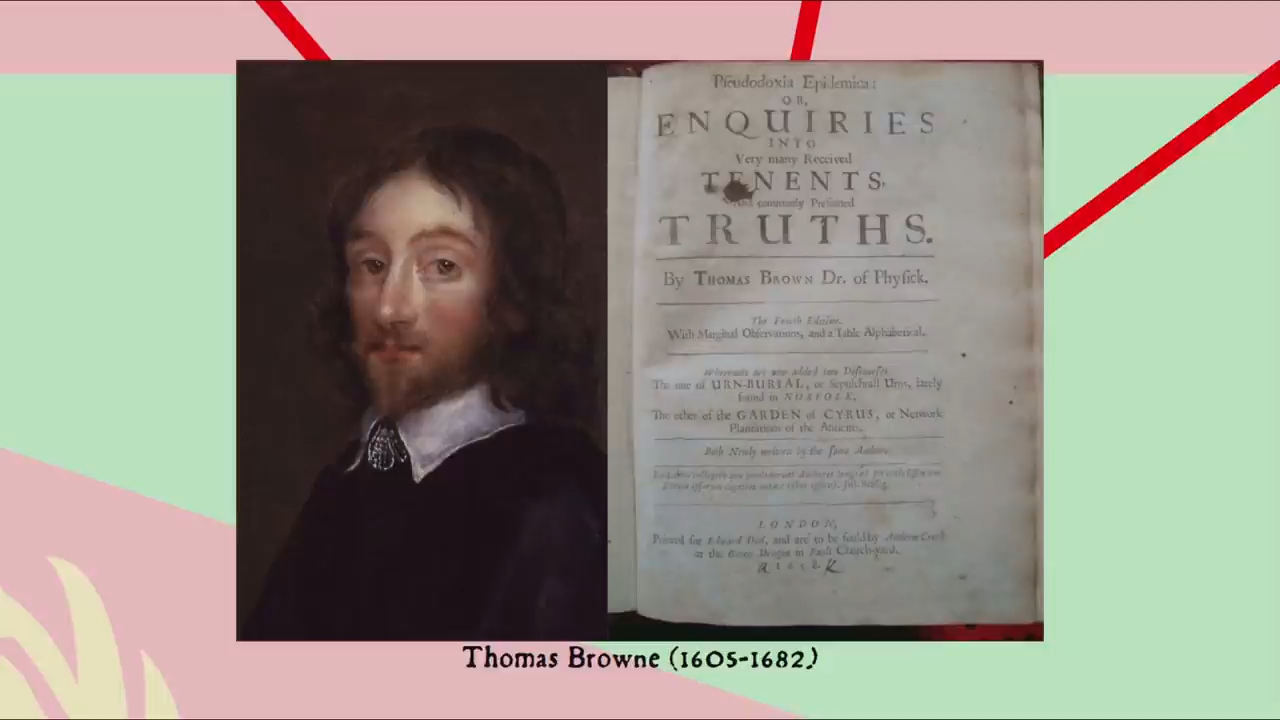 Pseudodoxia Epidemica:
OR,
ENQUIRIES
INTO
Very many Received
TENENTS,
commonly Presumed
TRUTHS.
By THOMAS BROWN Dr. of Physick.
The Fourth Edition.
With Marginal Observations, and a Table Alphabetical.
Whereunto are now added two Discourses
The one of URN-BURIAL, or Sepulchrall Urns, lately
found in NORFOLK,
The other of the GARDEN of CYRUS, or Network
Plantations of the Ancients.
Both Newly written by the same Author.
LONDON,
Printed for Edward Dod, and are to be sould by Andrew Crook
at the Green Dragon in Pauls Church-yard.
1658.
Thomas Browne (1605-1682)